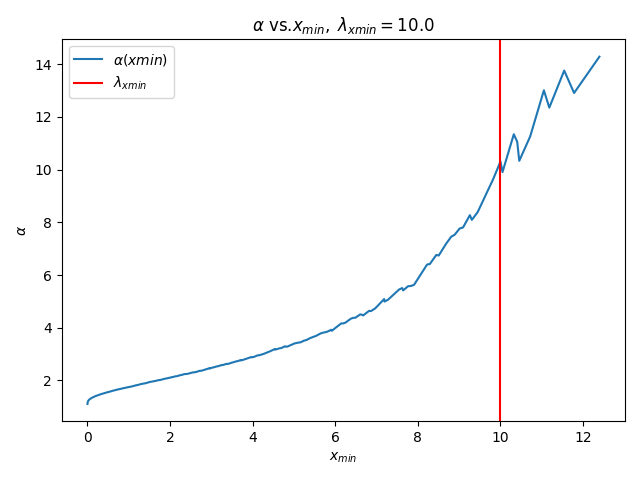 α vs.x_min, λ_xmin = 10.0
α(xmin)
λ_xmin
α
14
12
10
8
6
4
2
0 2 4 6 8 10 12
x_min